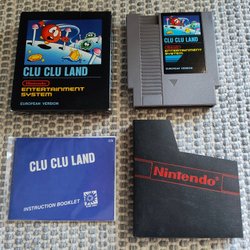 CLU CLU LAND
Nintendo
ENTERTAINMENT
SYSTEM
EUROPEAN VERSION
CLU CLU LAND
ENTERTAINMENT
SYSTEM
EUROPEAN VERSION
CLU CLU LAND
INSTRUCTION BOOKLET
Nintendo®